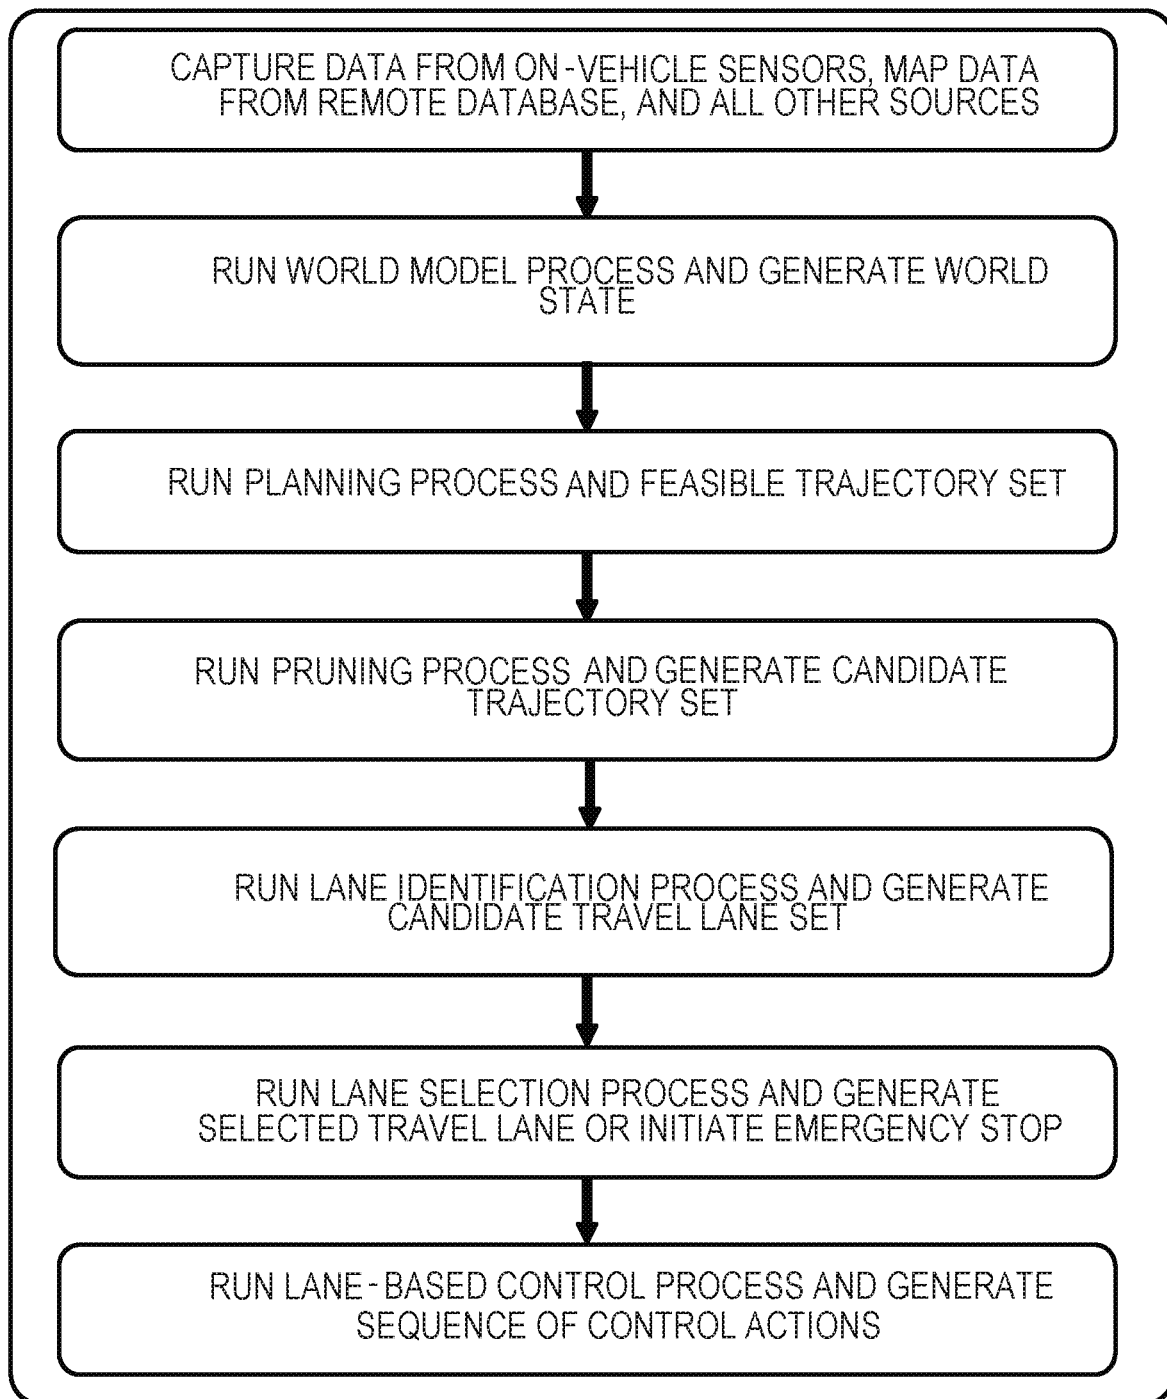 CAPTURE DATA FROM ON-VEHICLE SENSORS, MAP DATA
FROM REMOTE DATABASE, AND ALL OTHER SOURCES
RUN WORLD MODEL PROCESS AND GENERATE WORLD
STATE
RUN PLANNING PROCESS AND FEASIBLE TRAJECTORY SET
RUN PRUNING PROCESS AND GENERATE CANDIDATE
TRAJECTORY SET
RUN LANE IDENTIFICATION PROCESS AND GENERATE
CANDIDATE TRAVEL LANE SET
RUN LANE SELECTION PROCESS AND GENERATE
SELECTED TRAVEL LANE OR INITIATE EMERGENCY STOP
RUN LANE-BASED CONTROL PROCESS AND GENERATE
SEQUENCE OF CONTROL ACTIONS